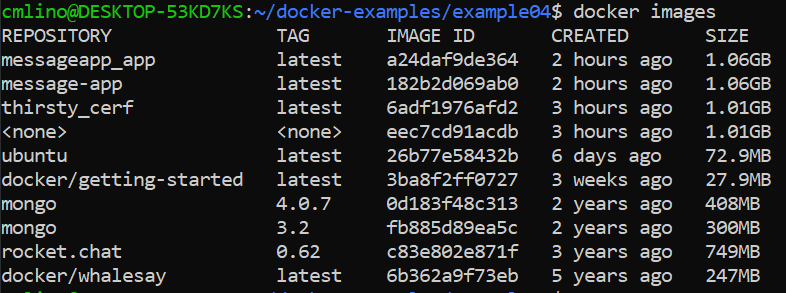 cmlino@DESKTOP-53KD7KS:~/docker-examples/example04$ docker images
REPOSITORY TAG IMAGE ID CREATED SIZE
messageapp_app latest a24daf9de364 2 hours ago 1.06GB
message-app latest 182b2d069ab0 2 hours ago 1.06GB
thirsty_cerf latest 6adf1976afd2 3 hours ago 1.01GB
<none> <none> eec7cd91acdb 3 hours ago 1.01GB
ubuntu latest 26b77e58432b 6 days ago 72.9MB
docker/getting-started latest 3ba8f2ff0727 3 weeks ago 27.9MB
mongo 4.0.7 0d183f48c313 2 years ago 408MB
mongo 3.2 fb885d89ea5c 2 years ago 300MB
rocket.chat 0.62 c83e802e871f 3 years ago 749MB
docker/whalesay latest 6b362a9f73eb 5 years ago 247MB